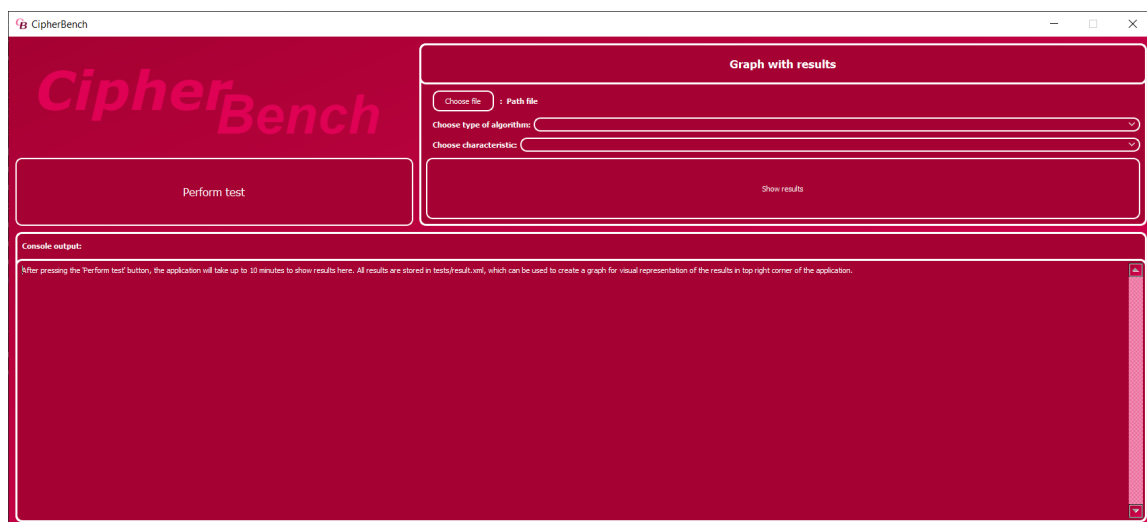 CB CipherBench
CipherBench
Perform test
Graph with results
Choose file : Path file
Choose type of algorithm:
Choose characteristic:
Show results
Console output:
After pressing the 'Perform test' button, the application will take up to 10 minutes to show results here. All results are stored in tests/result.xml, which can be used to create a graph for visual representation of the results in top right corner of the application.